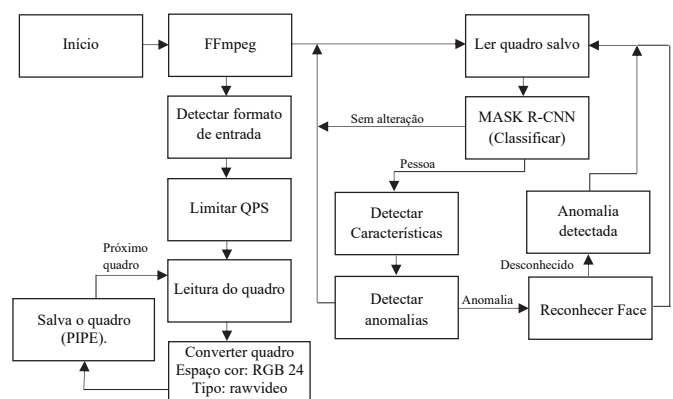 Início
FFmpeg
Ler quadro salvo
Detectar formato
de entrada
Sem alteração
MASK R-CNN
(Classificar)
Pessoa
Limitar QPS
Detectar
Características
Anomalia
detectada
Próximo
quadro
Desconhecido
Leitura do quadro
Detectar
anomalias
Anomalia
Reconhecer Face
Salva o quadro
(PIPE).
Converter quadro
Espaço cor: RGB 24
Tipo: rawvideo